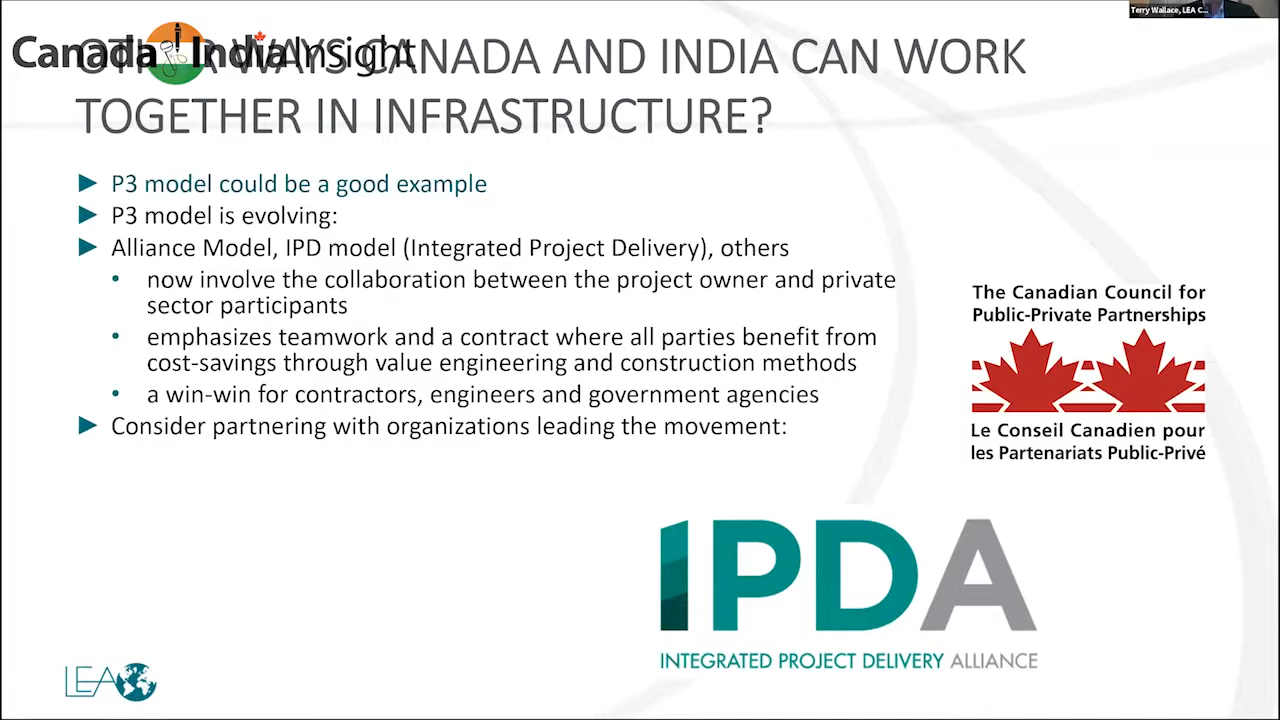 Terry Wallace, LEA C...
Canada India Insight
OTHER WAYS CANADA AND INDIA CAN WORK
TOGETHER IN INFRASTRUCTURE?
P3 model could be a good example
P3 model is evolving:
Alliance Model, IPD model (Integrated Project Delivery), others
now involve the collaboration between the project owner and private
sector participants
emphasizes teamwork and a contract where all parties benefit from
cost-savings through value engineering and construction methods
a win-win for contractors, engineers and government agencies
Consider partnering with organizations leading the movement:
The Canadian Council for
Public-Private Partnerships
Le Conseil Canadien pour
les Partenariats Public-Privé
IPDA
INTEGRATED PROJECT DELIVERY ALLIANCE
LEA